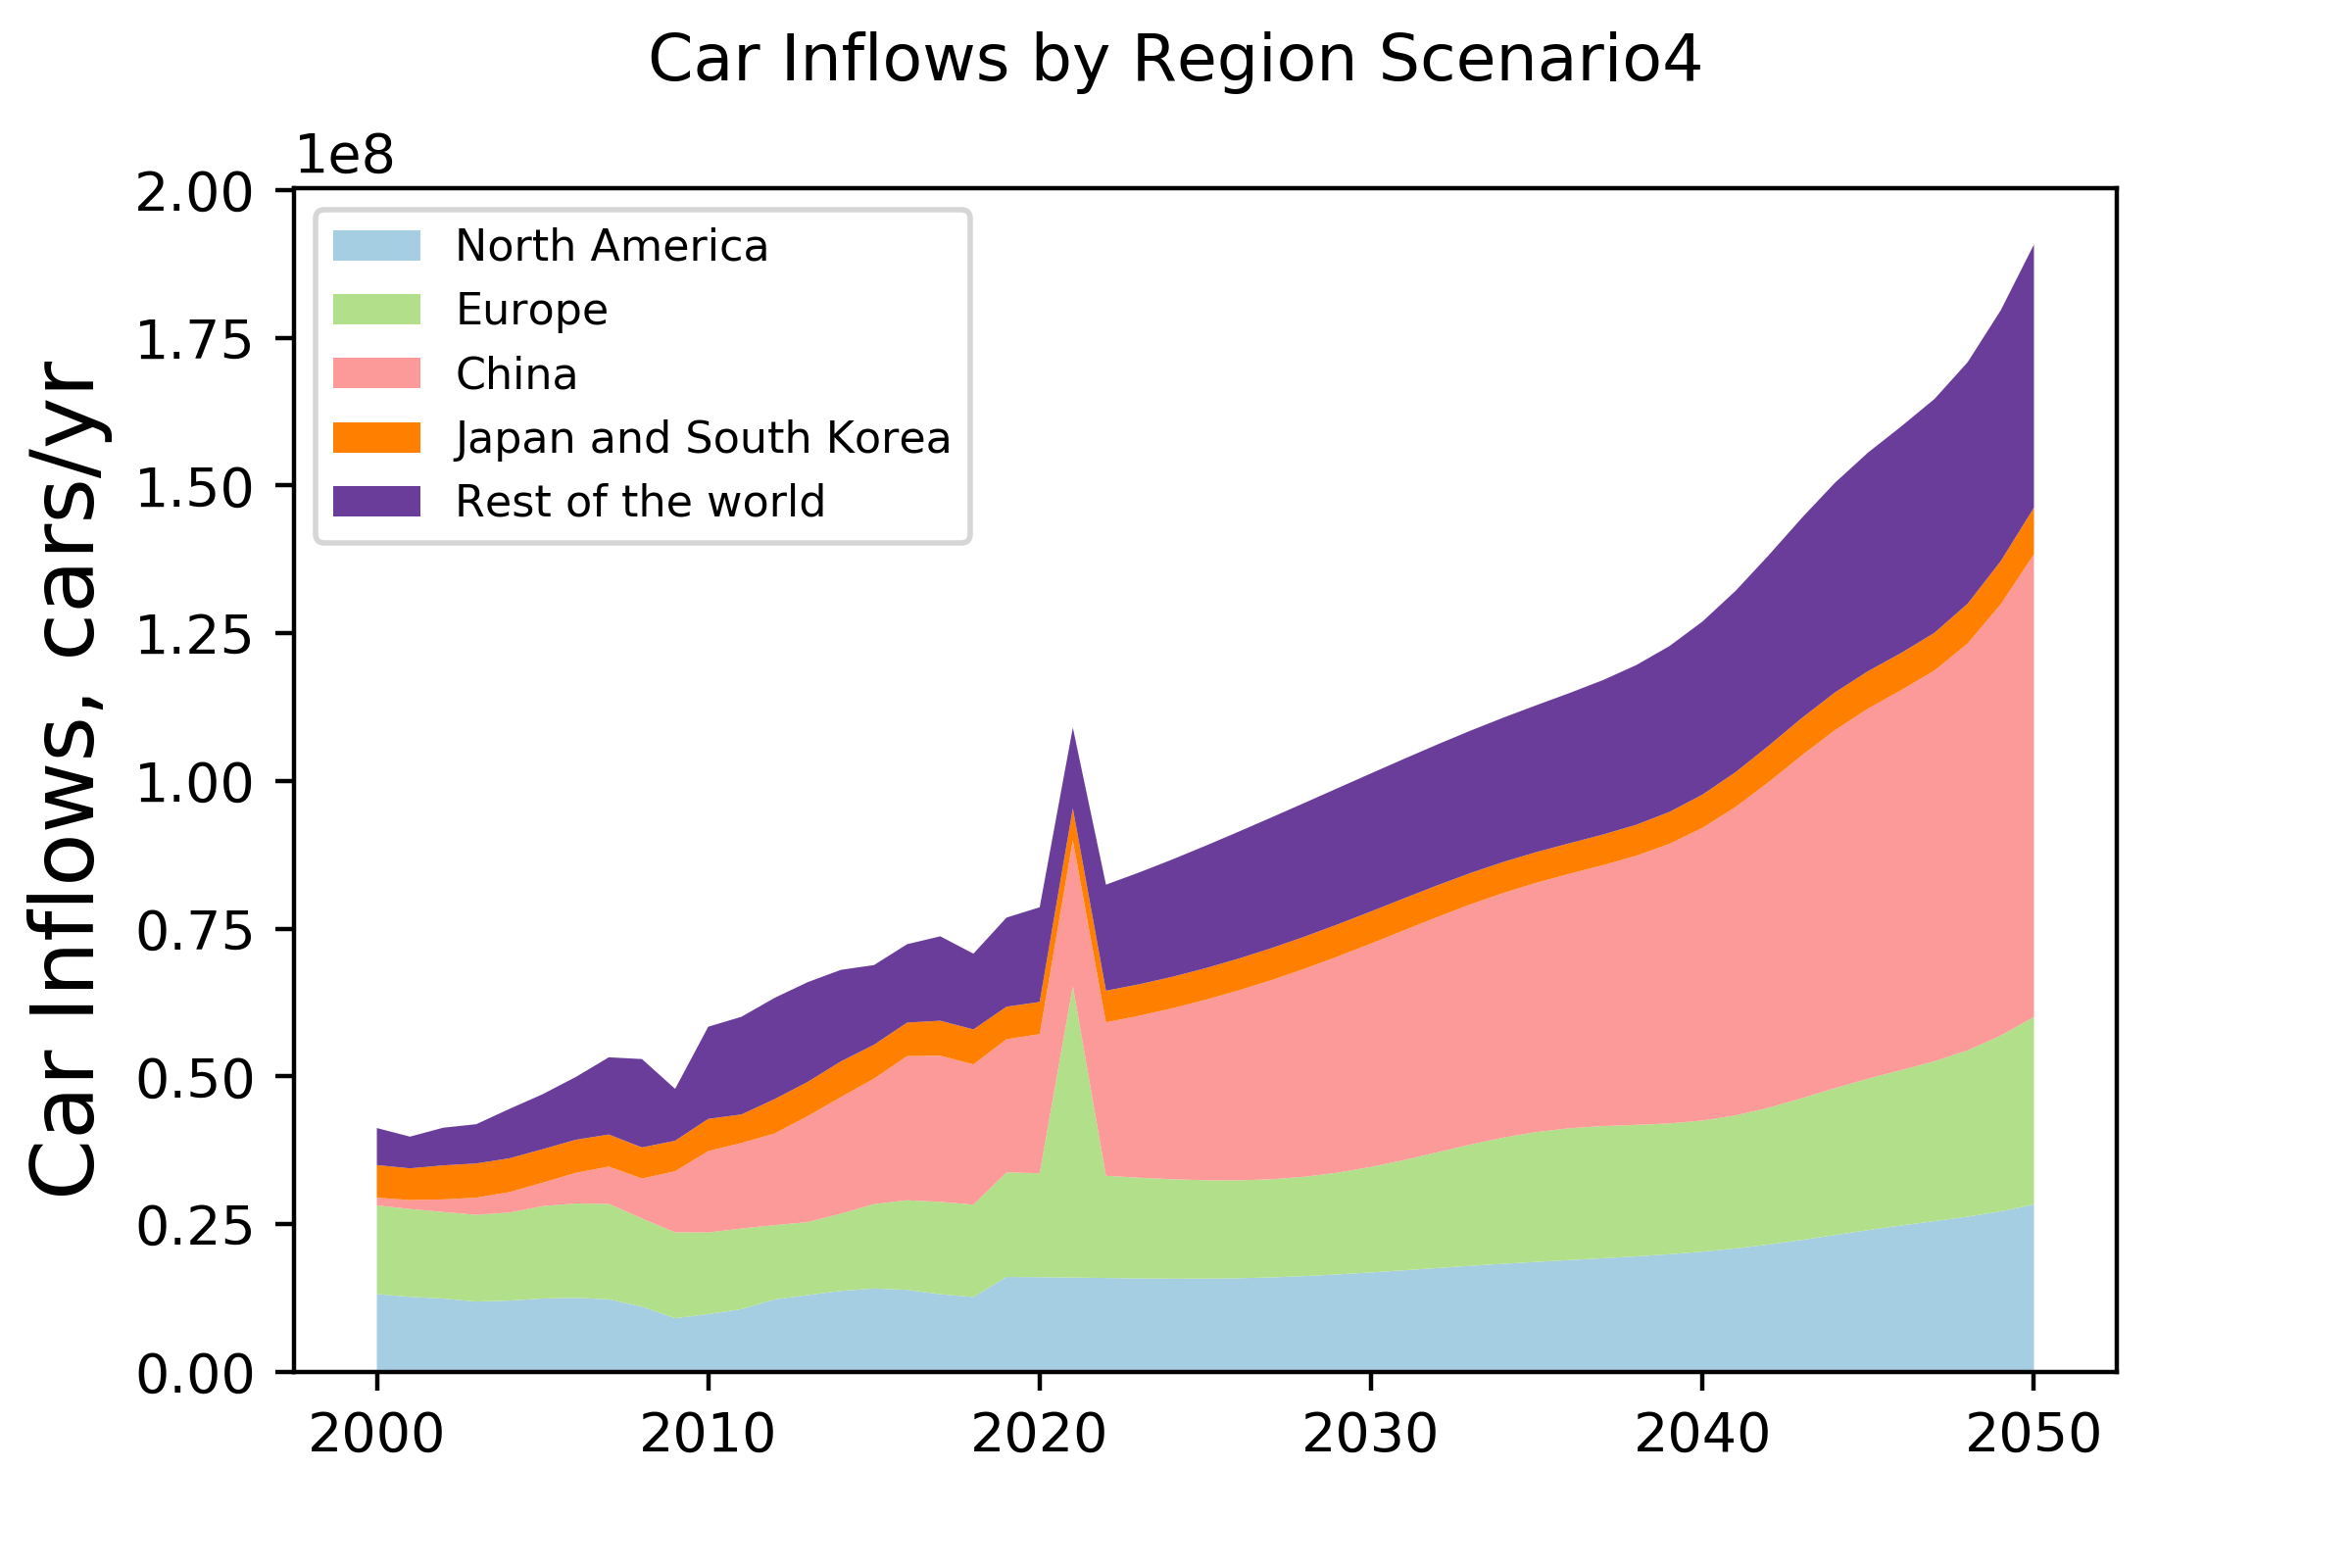 Car Inflows by Region Scenario4
1e8
2.00
1.75
1.50
1.25
1.00
0.75
0.50
0.25
0.00
Car Inflows, cars/yr
North America
Europe
China
Japan and South Korea
Rest of the world
2000 2010 2020 2030 2040 2050